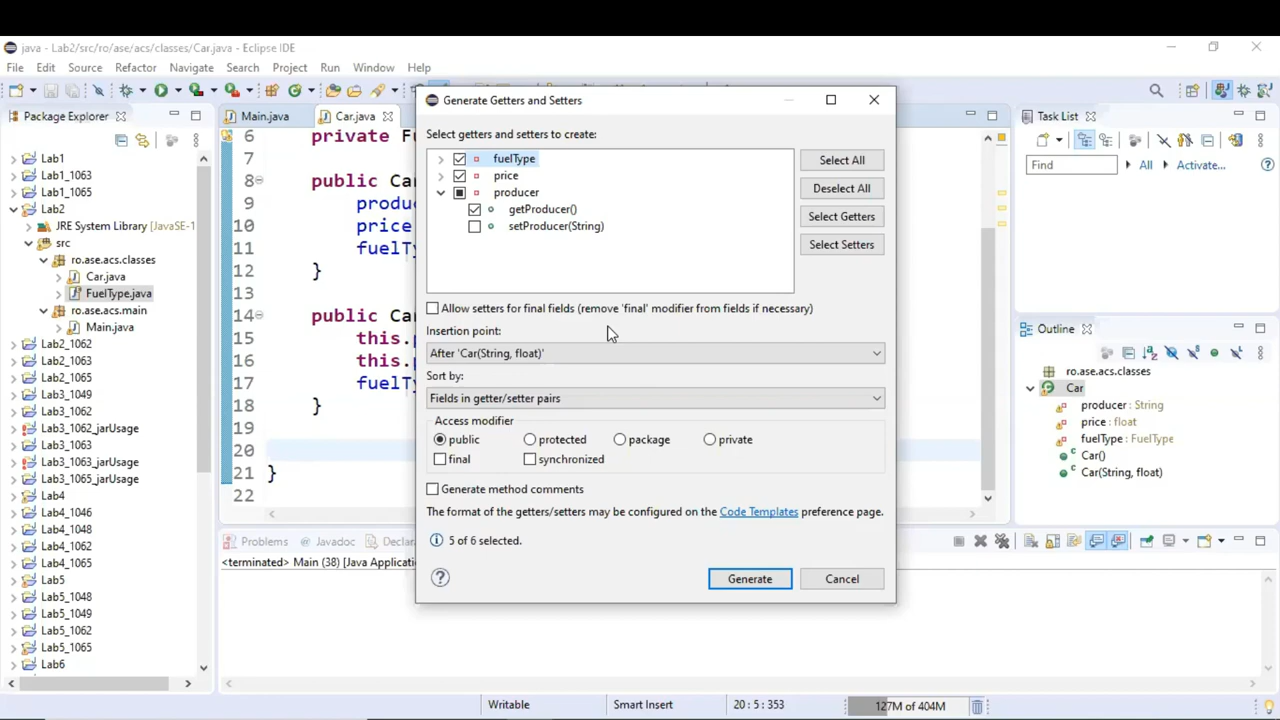 java - Lab2/src/ro/ase/acs/classes/Car.java - Eclipse IDE
File Edit Source Refactor Navigate Search Project Run Window Help
Package Explorer
Lab1
Lab1_1063
Lab1_1065
Lab2
JRE System Library [JavaSE-1
src
ro.ase.acs.classes
Car.java
FuelType.java
ro.ase.acs.main
Main.java
Lab2_1062
Lab2_1063
Lab2_1065
Lab3_1049
Lab3_1062
Lab3_1062_jarUsage
Lab3_1063
Lab3_1063_jarUsage
Lab3_1065_jarUsage
Lab4
Lab4_1046
Lab4_1048
Lab4_1062
Lab4_1065
Lab5
Lab5_1048
Lab5_1049
Lab5_1062
Lab5_1065
Lab6
Main.java
Car.java
6 private Fu
7
8 public Ca
9 produc
10 price
11 fuelTy
12 }
13
14 public Ca
15 this.p
16 this.p
17 fuelTy
18 }
19
20
21 }
22
Generate Getters and Setters
Select getters and setters to create:
fuelType
price
producer
getProducer()
setProducer(String)
Select All
Deselect All
Select Getters
Select Setters
Allow setters for final fields (remove 'final' modifier from fields if necessary)
Insertion point:
After 'Car(String, float)'
Sort by:
Fields in getter/setter pairs
Access modifier
public protected package private
final synchronized
Generate method comments
The format of the getters/setters may be configured on the Code Templates preference page.
5 of 6 selected.
Generate Cancel
Task List
Find All Activate...
Outline
ro.ase.acs.classes
Car
producer : String
price : float
fuelType : FuelType
Car()
Car(String, float)
Problems Javadoc Declar
<terminated> Main (38) [Java Applicati
Writable Smart Insert 20 : 5 : 353 127M of 404M